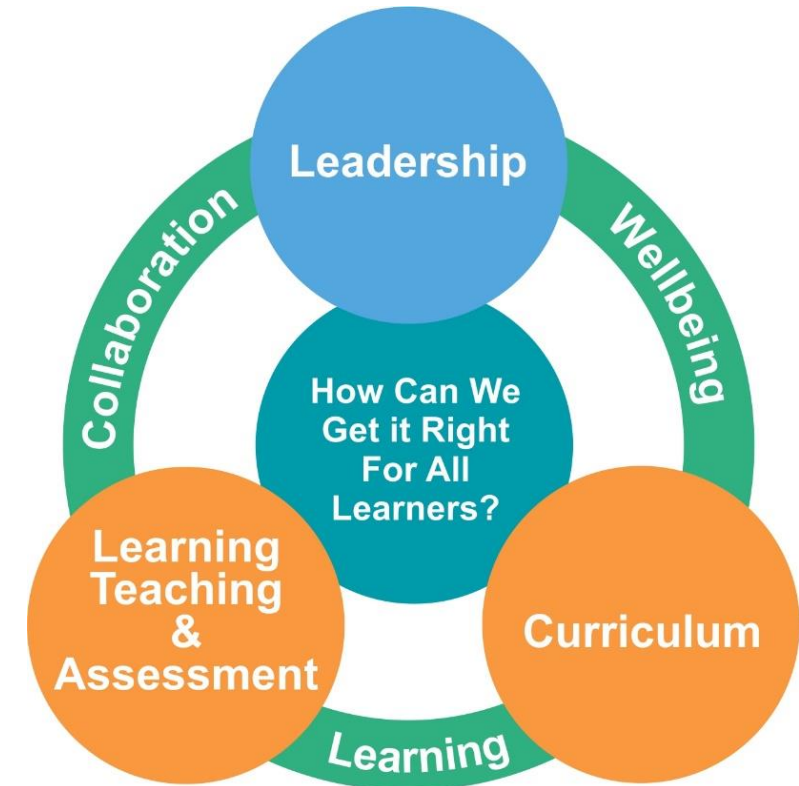 Leadership
Collaboration
Wellbeing
How Can We
Get it Right
For All
Learners?
Learning
Teaching
&
Assessment
Curriculum
Learning